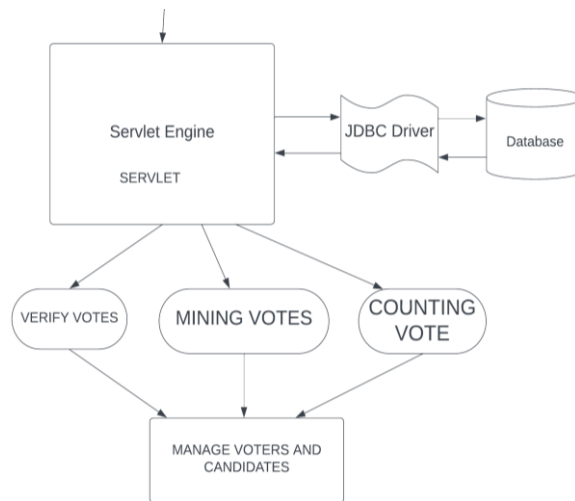 Servlet Engine
SERVLET
JDBC Driver
Database
VERIFY VOTES
MINING VOTES
COUNTING
VOTE
MANAGE VOTERS AND
CANDIDATES